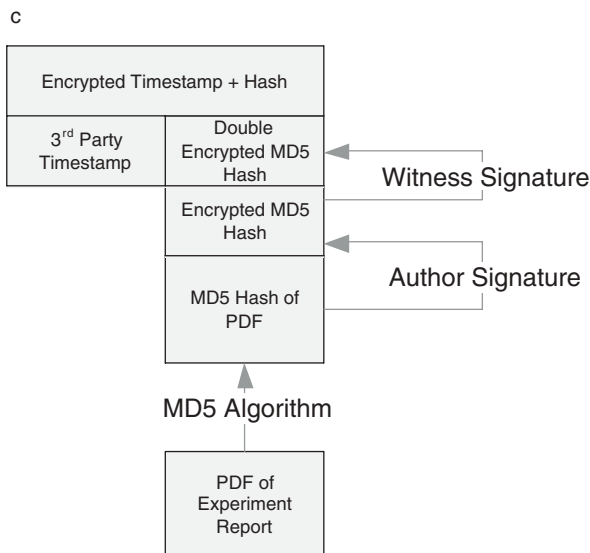 c
Encrypted Timestamp + Hash
3rd Party
Timestamp
Double
Encrypted MD5
Hash
Witness Signature
Encrypted MD5
Hash
Author Signature
MD5 Hash of
PDF
MD5 Algorithm
PDF of
Experiment
Report